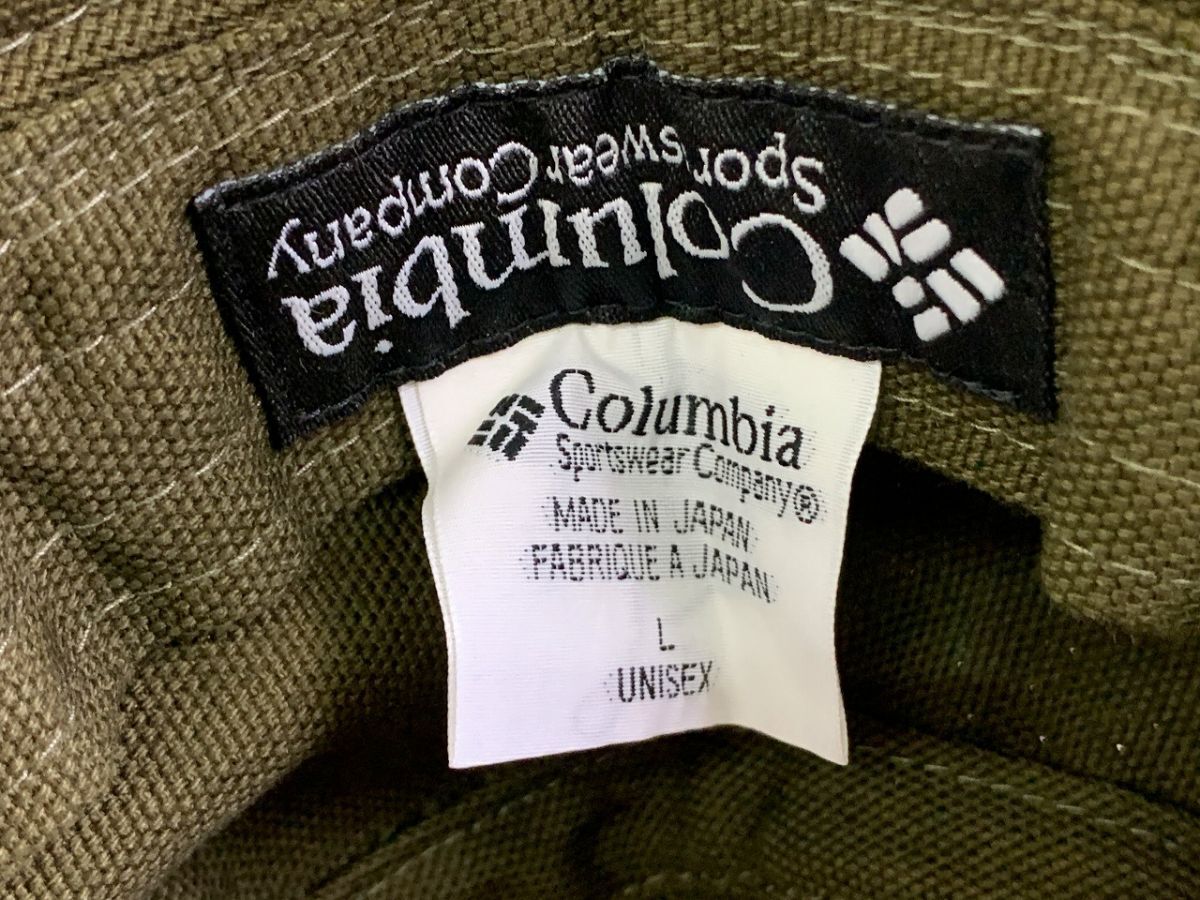 Columbia
Sportswear Company
Columbia
Sportswear Company®
MADE IN JAPAN
FABRIQUE A JAPAN
L
UNISEX